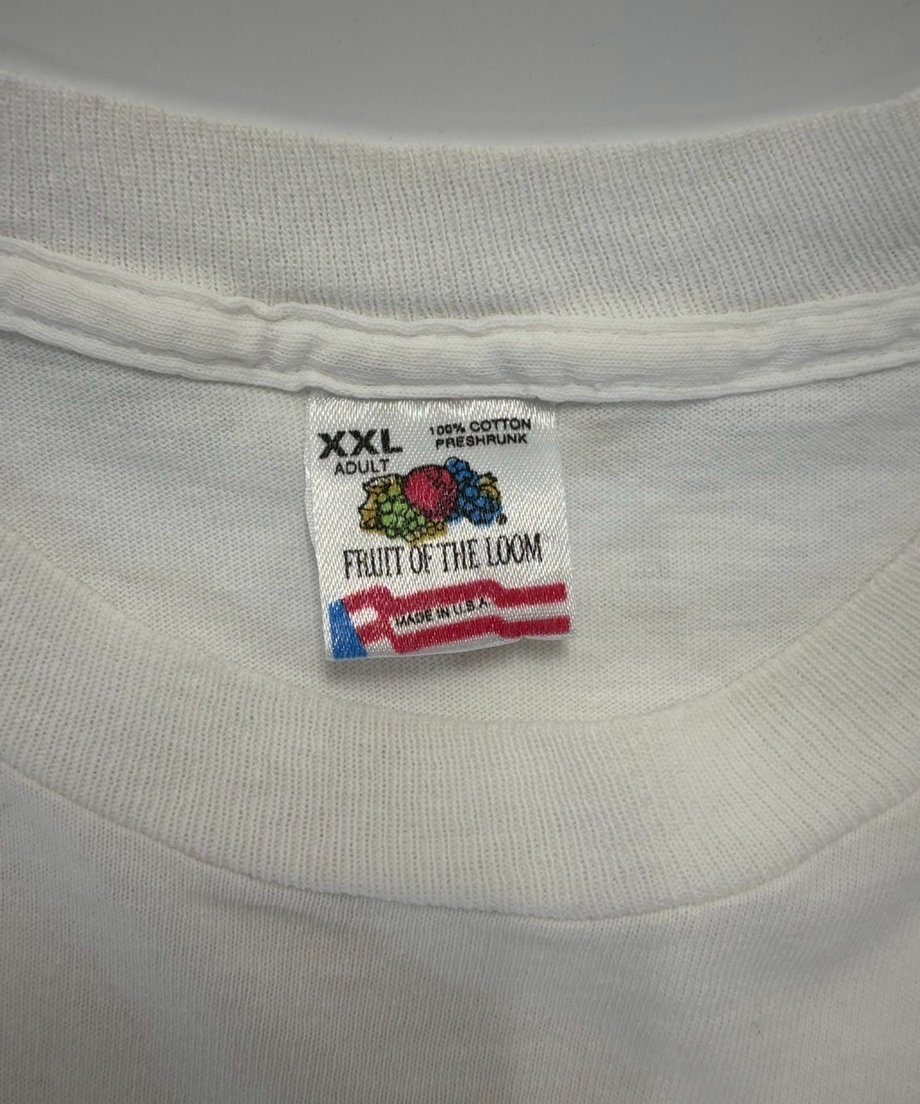 XXL
ADULT
100% COTTON
PRESHRUNK
FRUIT OF THE LOOM
MADE IN U.S.A.